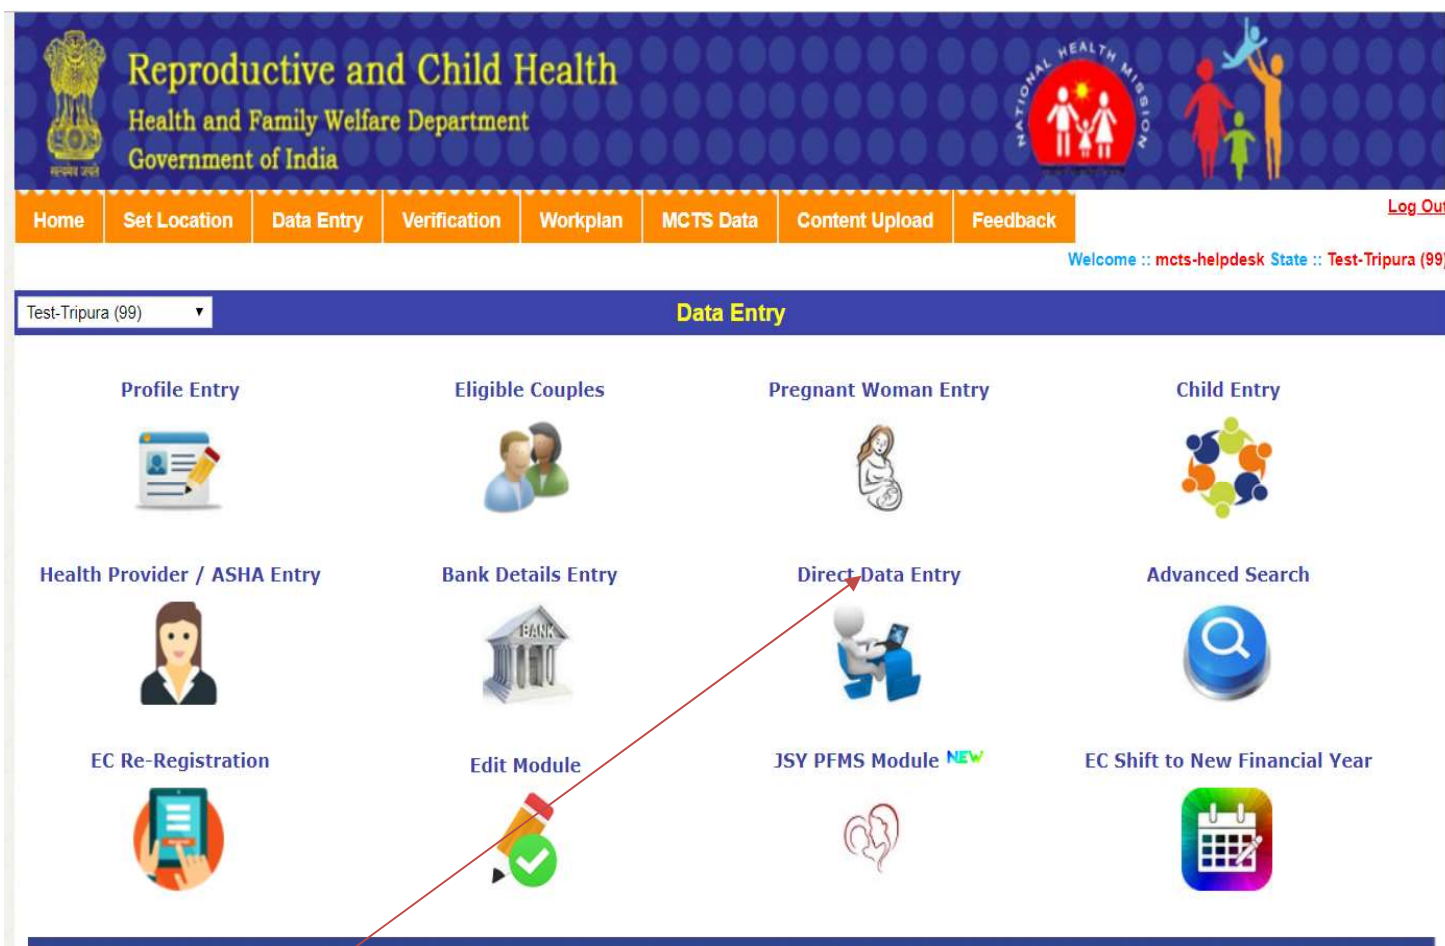 Reproductive and Child Health
Health and Family Welfare Department
Government of India
सत्यमेव जयते
NATIONAL HEALTH MISSION
Home Set Location Data Entry Verification Workplan MCTS Data Content Upload Feedback
Log Out
Welcome :: mcts-helpdesk State :: Test-Tripura (99)
Test-Tripura (99) Data Entry
Profile Entry Eligible Couples Pregnant Woman Entry Child Entry
Health Provider / ASHA Entry Bank Details Entry Direct Data Entry Advanced Search
BANK
EC Re-Registration Edit Module JSY PFMS Module NEW EC Shift to New Financial Year